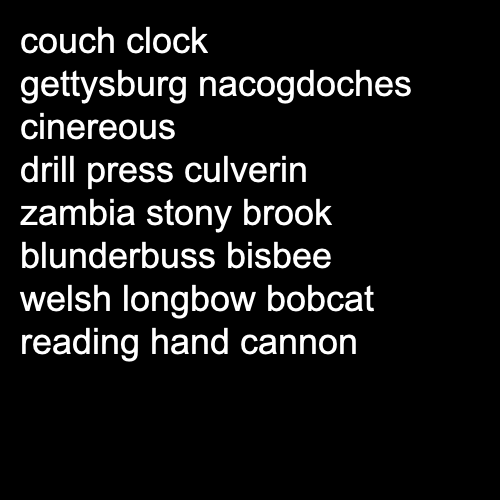 couch clock
gettysburg nacogdoches
cinereous
drill press culverin
zambia stony brook
blunderbuss bisbee
welsh longbow bobcat
reading hand cannon